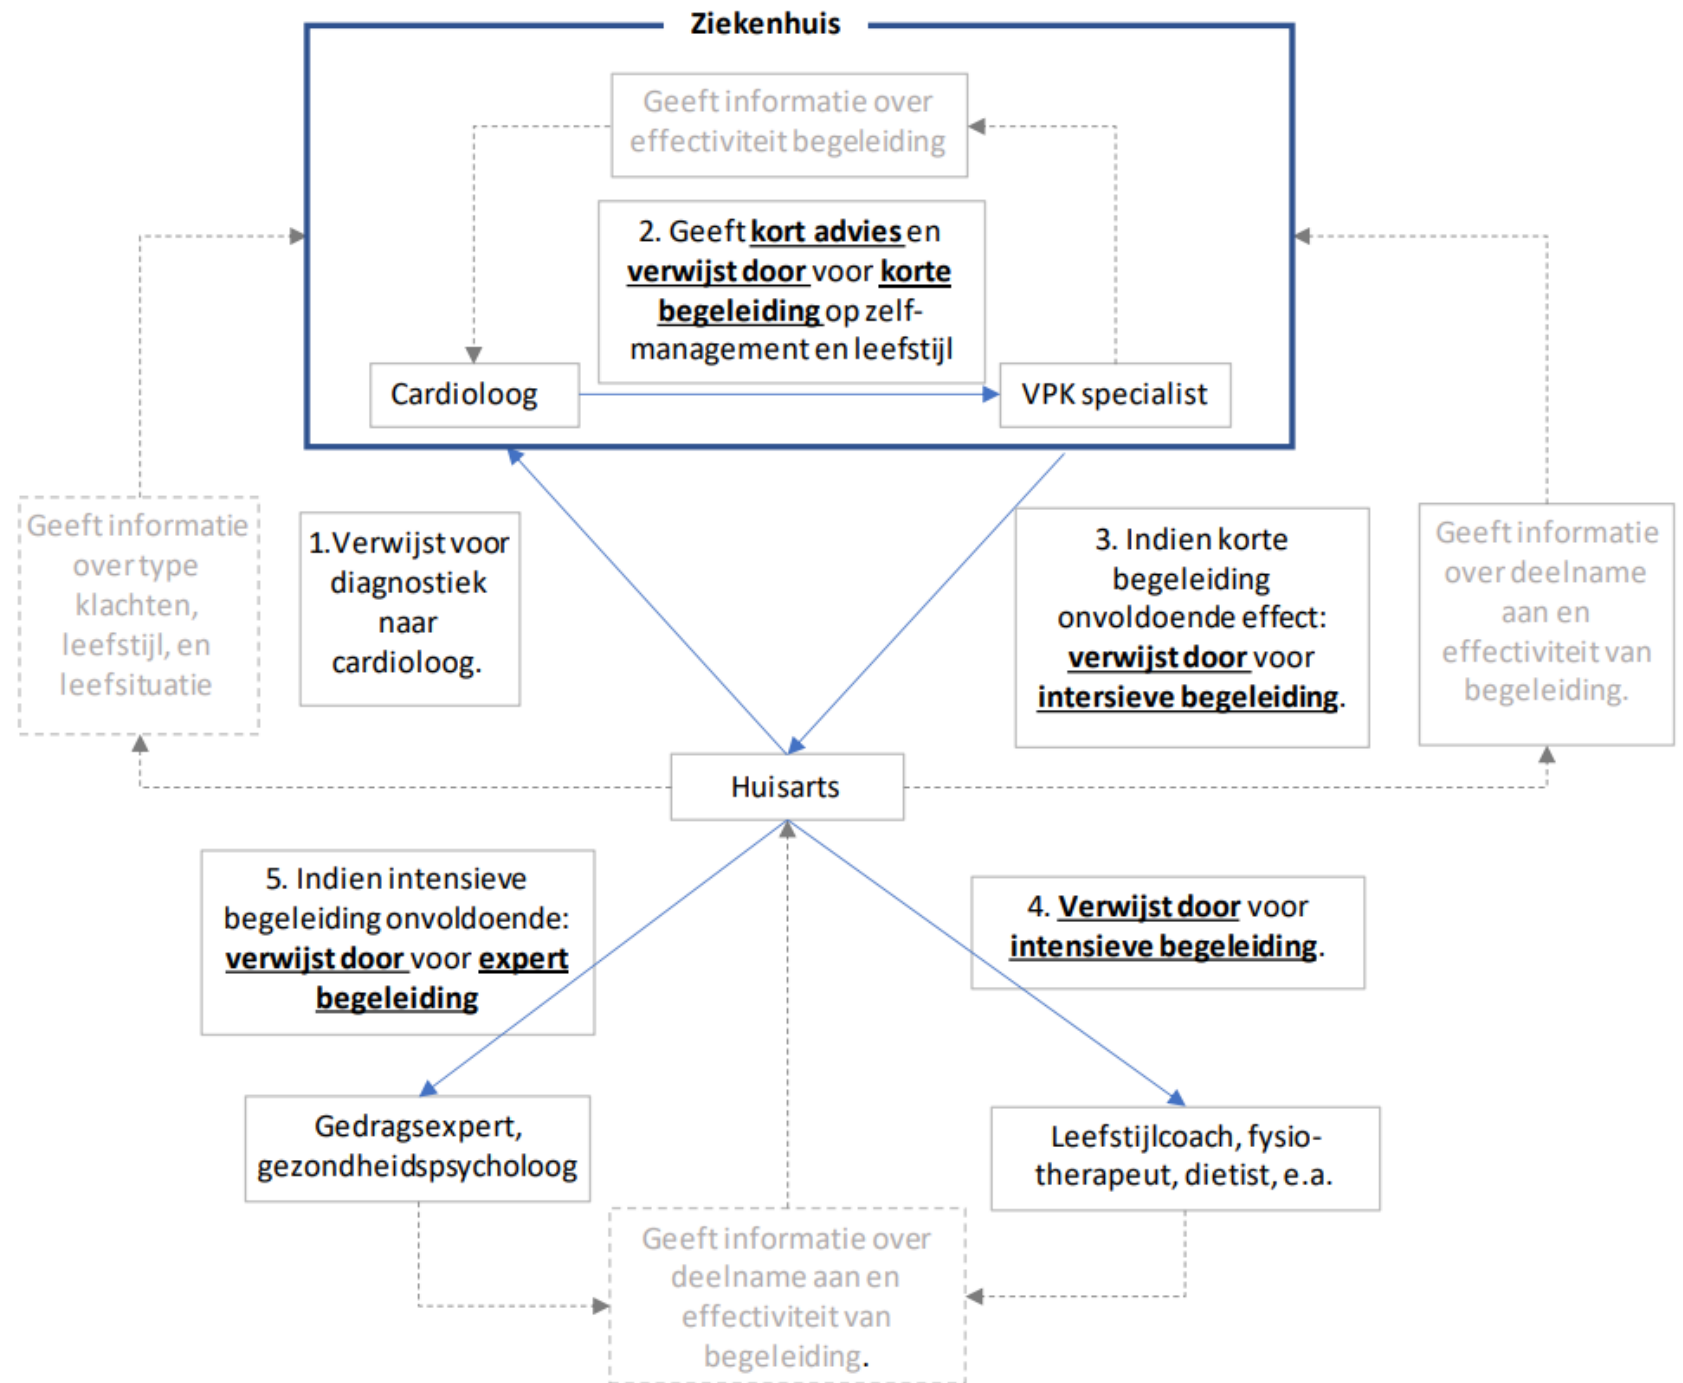 Ziekenhuis
Geeft informatie over
effectiviteit begeleiding
2. Geeft kort advies en
verwijst door voor korte
begeleiding op zelf-
management en leefstijl
Cardioloog
VPK specialist
Geeft informatie
over type
klachten,
leefstijl, en
leefsituatie
1.Verwijst voor
diagnostiek
naar
cardioloog.
3. Indien korte
begeleiding
onvoldoende effect:
verwijst door voor
intersieve begeleiding.
Geeft informatie
over deelname
aan en
effectiviteit van
begeleiding.
Huisarts
5. Indien intensieve
begeleiding onvoldoende:
verwijst door voor expert
begeleiding
4. Verwijst door voor
intensieve begeleiding.
Gedragsexpert,
gezondheidspsycholoog
Leefstijlcoach, fysio-
therapeut, dietist, e.a.
Geeft informatie over
deelname aan en
effectiviteit van
begeleiding.